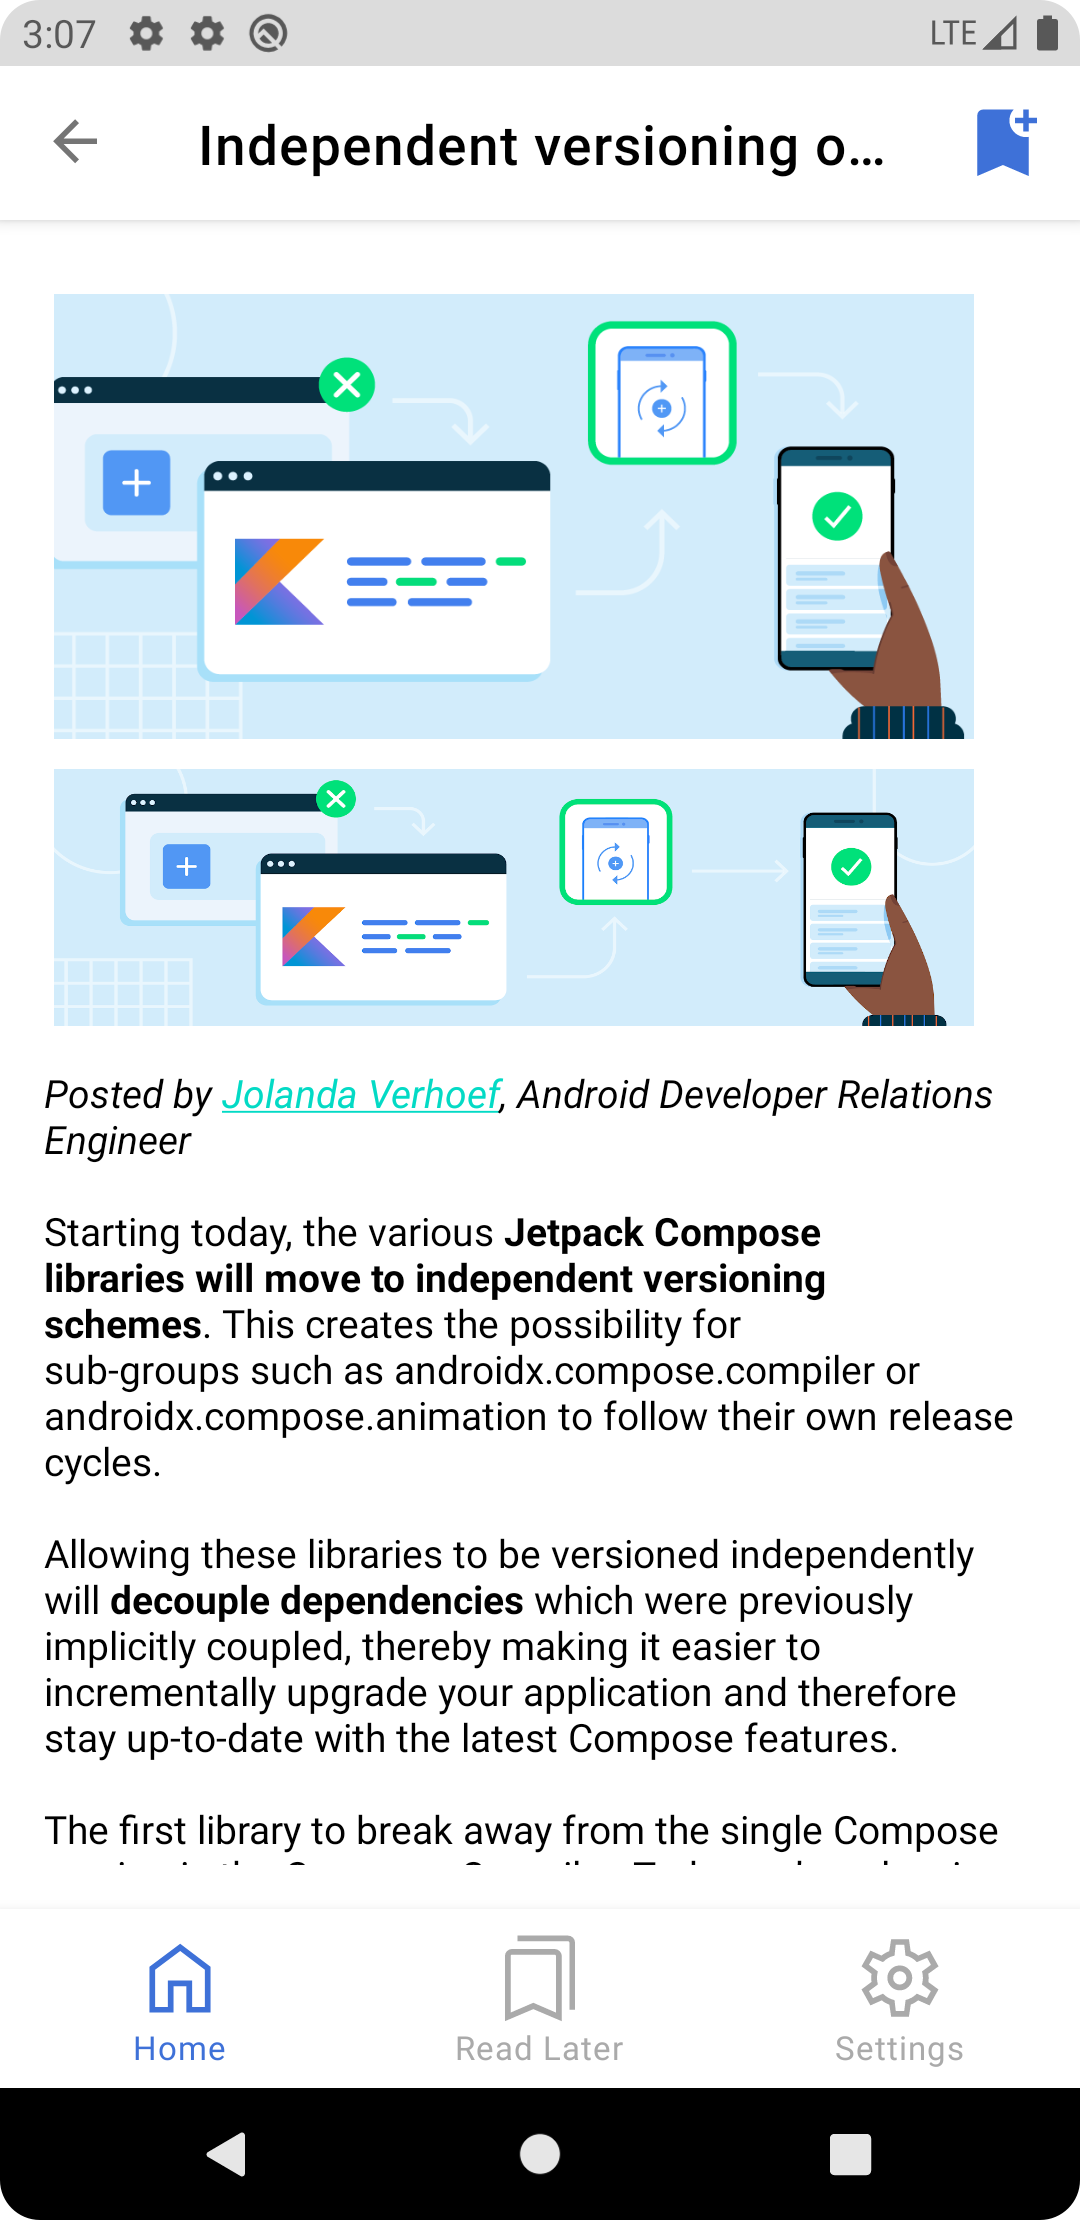 3:07
LTE
Independent versioning o...
Posted by Jolanda Verhoef, Android Developer Relations
Engineer
Starting today, the various Jetpack Compose
libraries will move to independent versioning
schemes. This creates the possibility for
sub-groups such as androidx.compose.compiler or
androidx.compose.animation to follow their own release
cycles.
Allowing these libraries to be versioned independently
will decouple dependencies which were previously
implicitly coupled, thereby making it easier to
incrementally upgrade your application and therefore
stay up-to-date with the latest Compose features.
The first library to break away from the single Compose
Home
Read Later
Settings